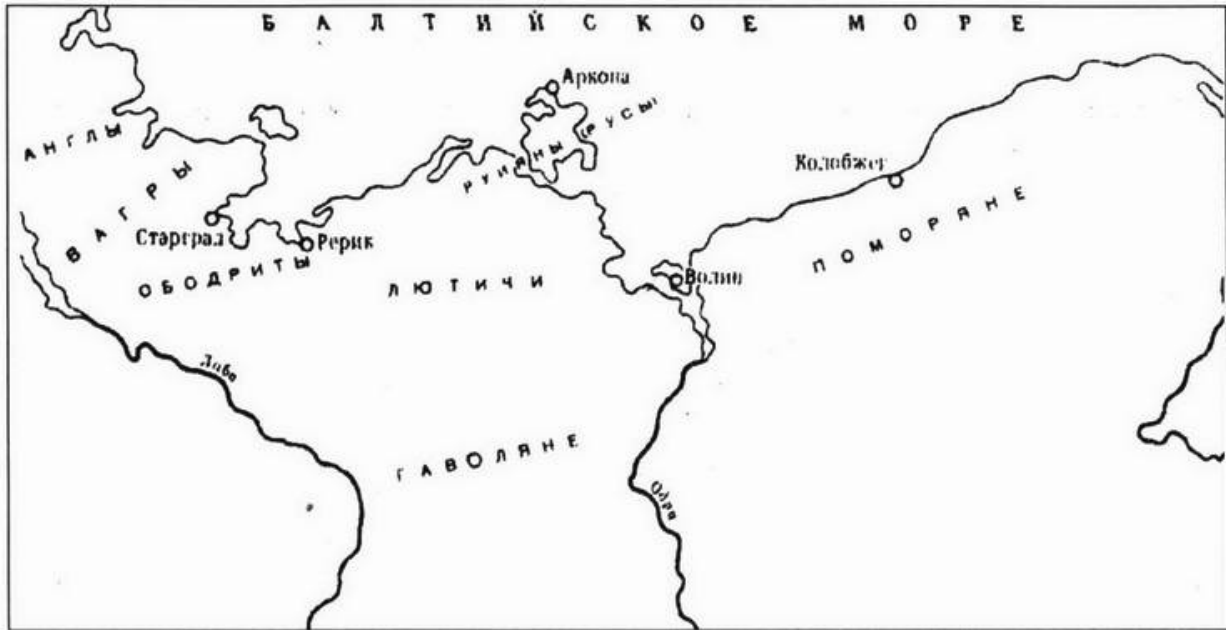 БАЛТИЙСКОЕ МОРЕ
Аркона
АНГЛЫ
РУЯНЫ (РУСЫ)
Колобжег
ВАГРЫ
Старград
Рерик
ПОМОРЯНЕ
ОБОДРИТЫ
ЛЮТИЧИ
Волин
Лаба
ГАВОЛЯНЕ
Одра